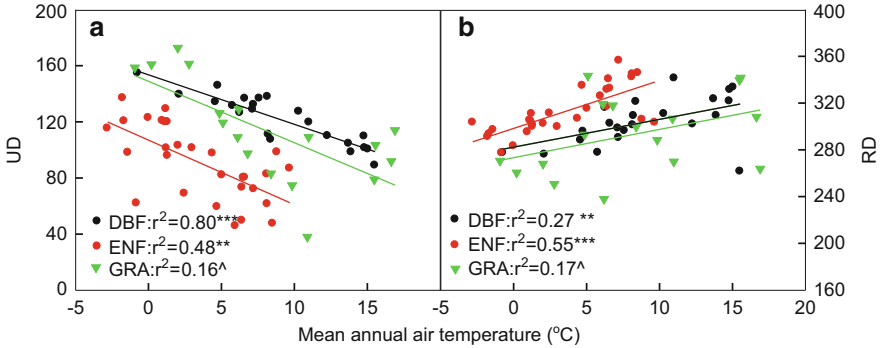 a
200
160
120
80
40
0
UD
DBF:r²=0.80***
ENF:r²=0.48**
GRA:r²=0.16^
-5 0 5 10 15
b
400
360
320
280
240
200
160
RD
DBF:r²=0.27 **
ENF:r²=0.55***
GRA:r²=0.17^
-5 0 5 10 15 20
Mean annual air temperature (°C)